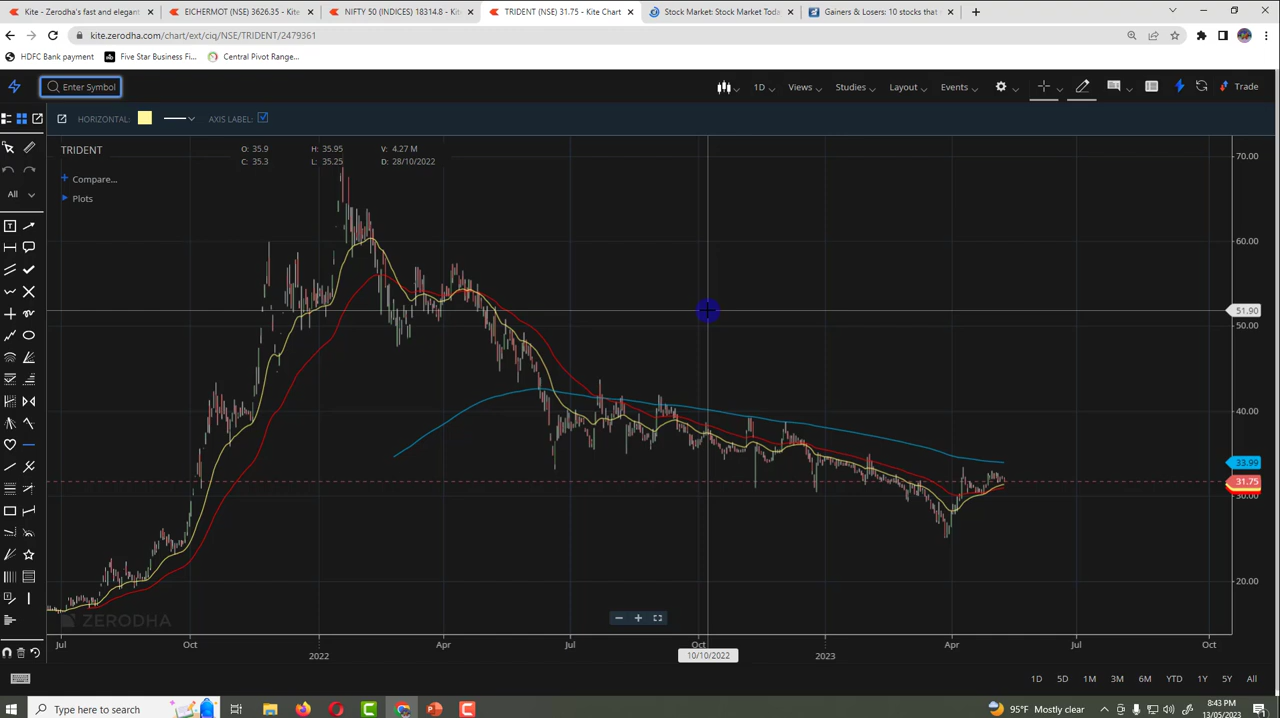 Kite - Zerodha's fast and elegant
EICHERMOT (NSE) 3626.35 - Kite
NIFTY 50 (INDICES) 18314.8 - Kite
TRIDENT (NSE) 31.75 - Kite Chart
Stock Market: Stock Market Toda
Gainers & Losers: 10 stocks that
kite.zerodha.com/chart/ext/ciq/NSE/TRIDENT/2479361
HDFC Bank payment
Five Star Business Fi...
Central Pivot Range...
Enter Symbol
1D
Views
Studies
Layout
Events
Trade
HORIZONTAL:
AXIS LABEL:
TRIDENT
O: 35.9 H: 35.95 V: 4.27 M
C: 35.3 L: 35.25 D: 28/10/2022
Compare...
Plots
All
70.00
60.00
51.90
50.00
40.00
33.99
31.75
30.00
20.00
ZERODHA
Jul Oct 2022 Apr Jul Oct 2023 Apr Jul Oct
10/10/2022
1D 5D 1M 3M 6M YTD 1Y 5Y All
Type here to search
95°F Mostly clear
8:43 PM
13/05/2023